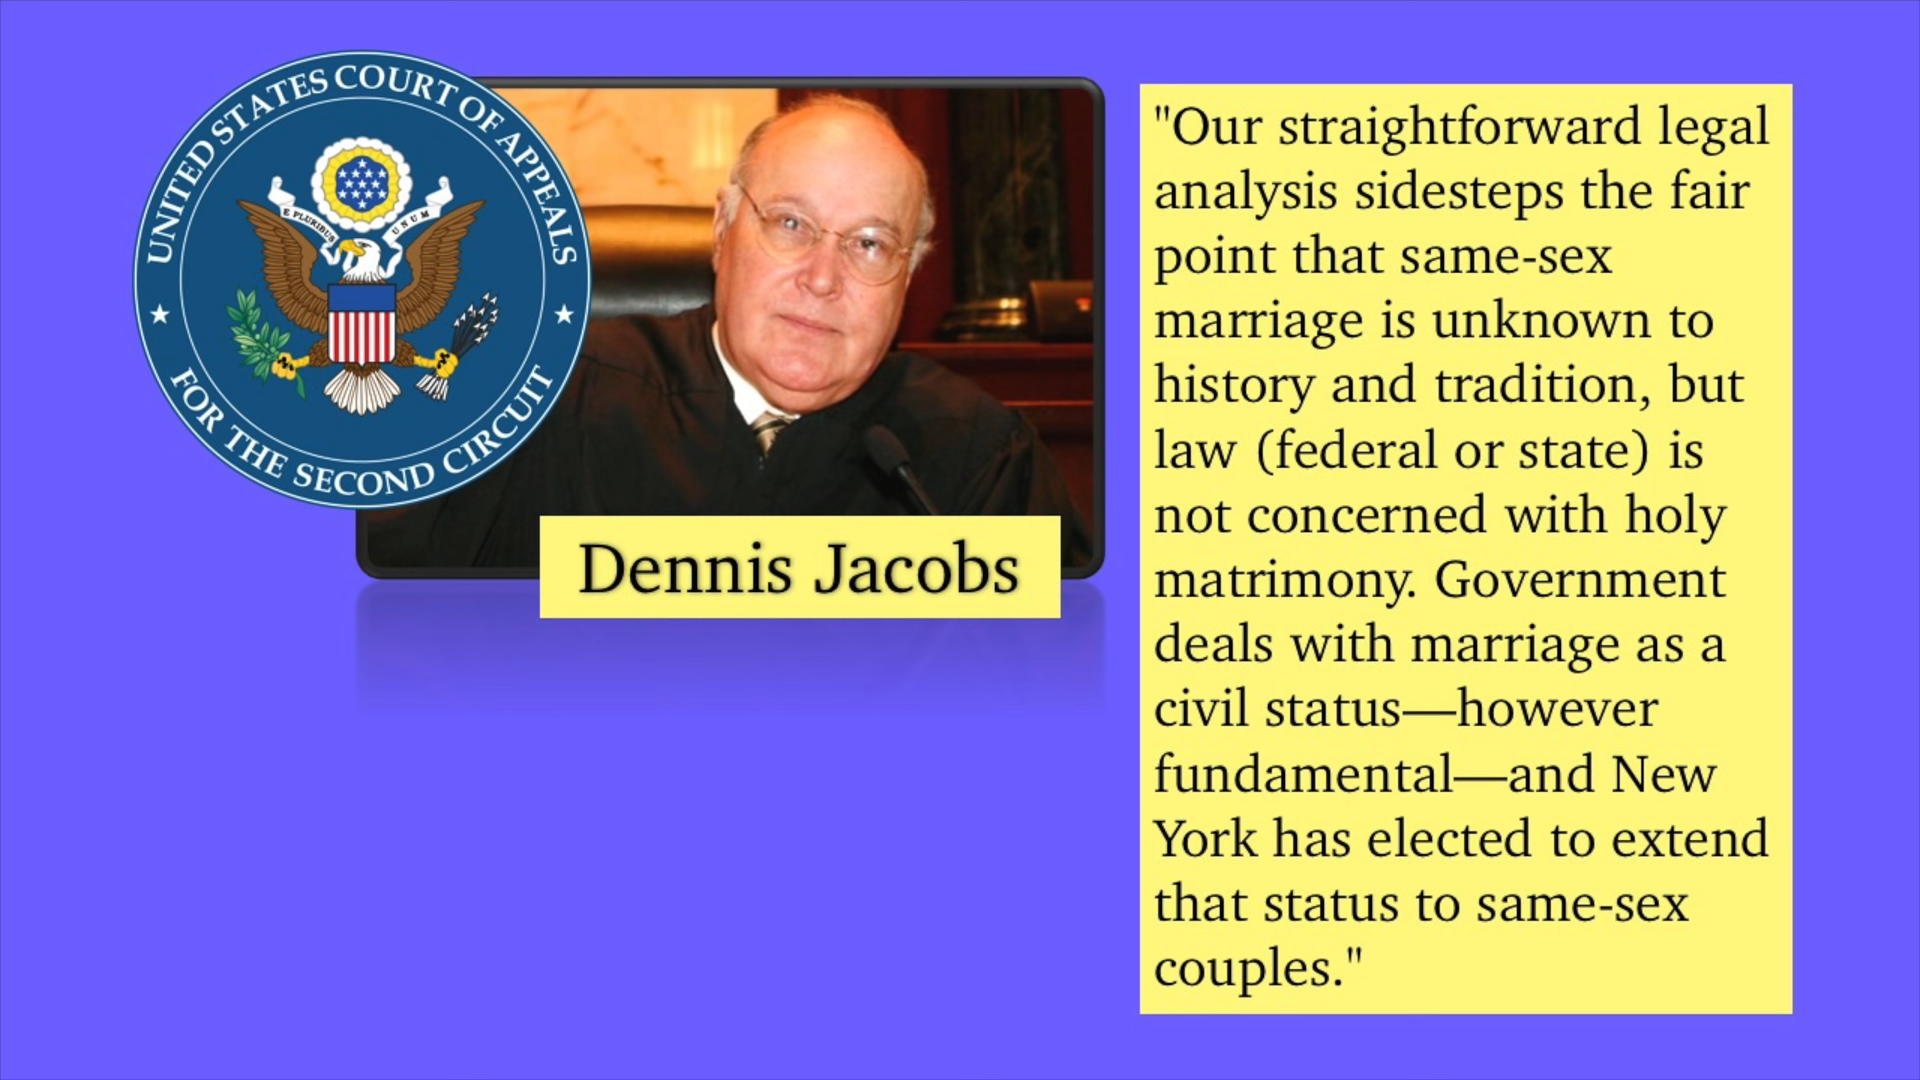 UNITED STATES COURT OF APPEALS
E PLURIBUS UNUM
FOR THE SECOND CIRCUIT
Dennis Jacobs
"Our straightforward legal
analysis sidesteps the fair
point that same-sex
marriage is unknown to
history and tradition, but
law (federal or state) is
not concerned with holy
matrimony. Government
deals with marriage as a
civil status—however
fundamental—and New
York has elected to extend
that status to same-sex
couples."